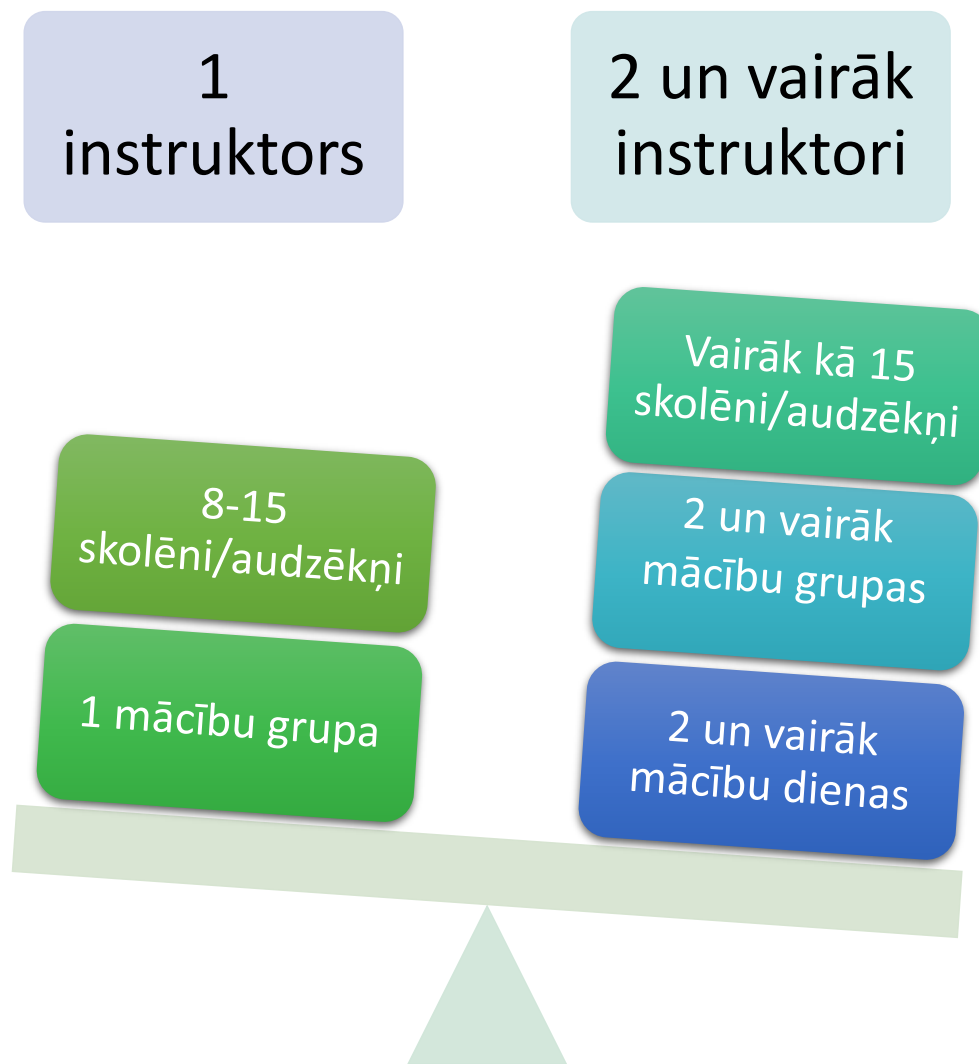 1
instruktors
2 un vairāk
instruktori
8-15
skolēni/audzēkņi
1 mācību grupa
Vairāk kā 15
skolēni/audzēkņi
2 un vairāk
mācību grupas
2 un vairāk
mācību dienas